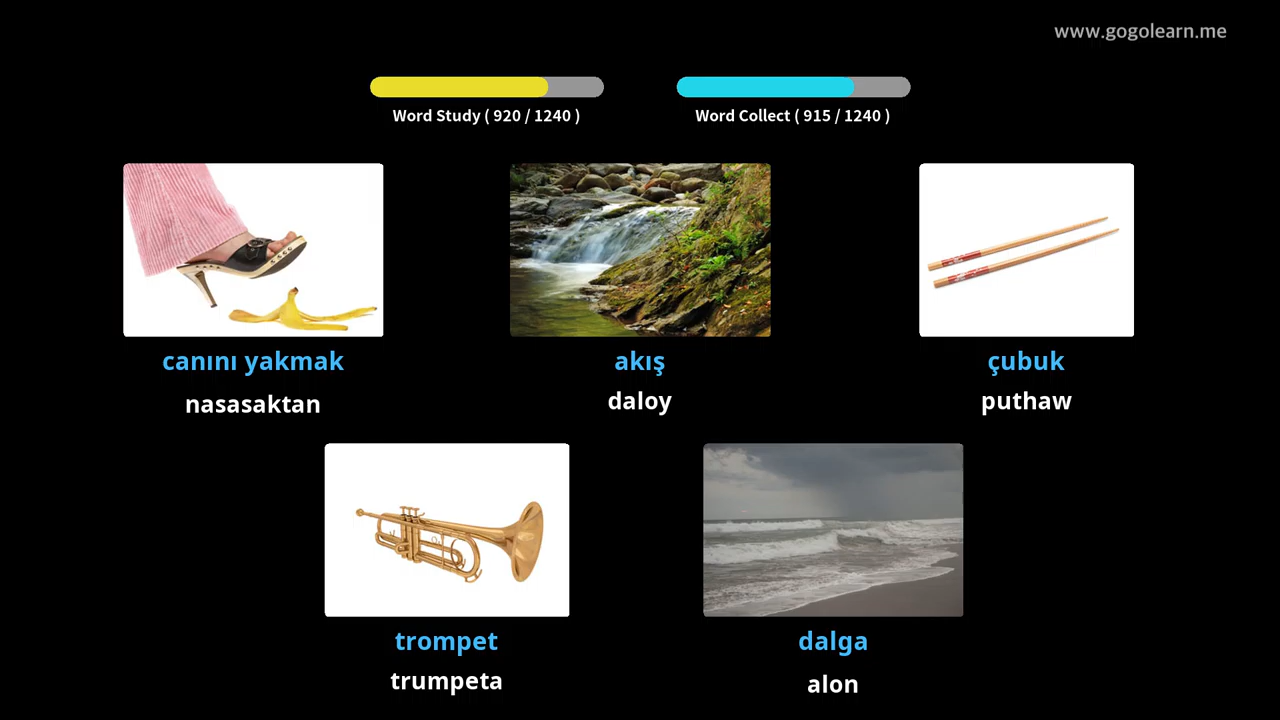 www.gogolearn.me
Word Study ( 920 / 1240 )
Word Collect ( 915 / 1240 )
canını yakmak
nasasaktan
akış
daloy
çubuk
puthaw
trompet
trumpeta
dalga
alon